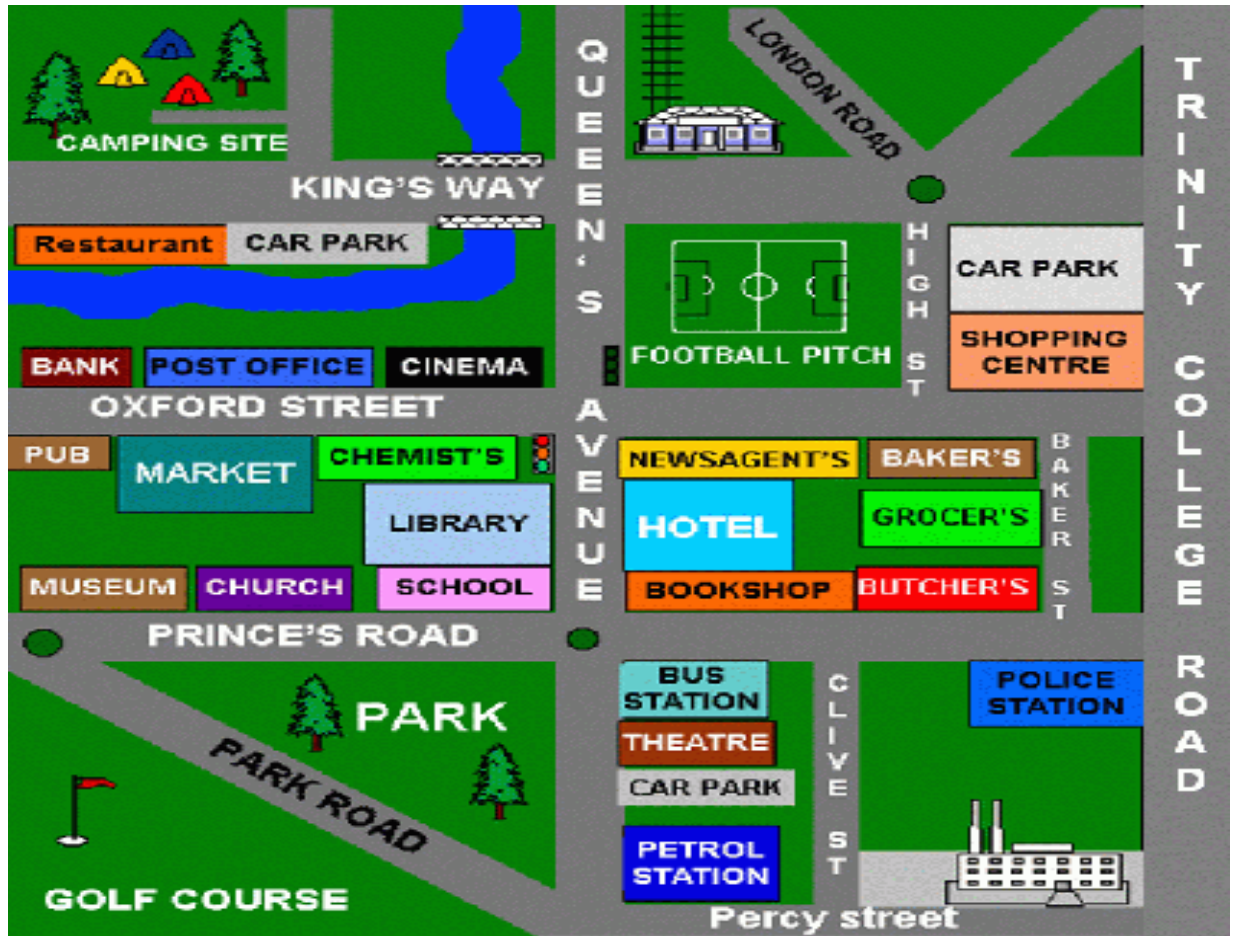 QUEEN'S AVENUE
LONDON ROAD
TRINITY COLLEGE ROAD
CAMPING SITE
KING'S WAY
Restaurant
CAR PARK
HIGH ST
CAR PARK
FOOTBALL PITCH
SHOPPING
CENTRE
BANK
POST OFFICE
CINEMA
OXFORD STREET
PUB
MARKET
CHEMIST'S
LIBRARY
NEWSAGENT'S
BAKER'S
BAKER ST
HOTEL
GROCER'S
MUSEUM
CHURCH
SCHOOL
BOOKSHOP
BUTCHER'S
PRINCE'S ROAD
PARK
PARK ROAD
GOLF COURSE
BUS
STATION
THEATRE
CAR PARK
PETROL
STATION
CLIVE ST
POLICE
STATION
Percy street